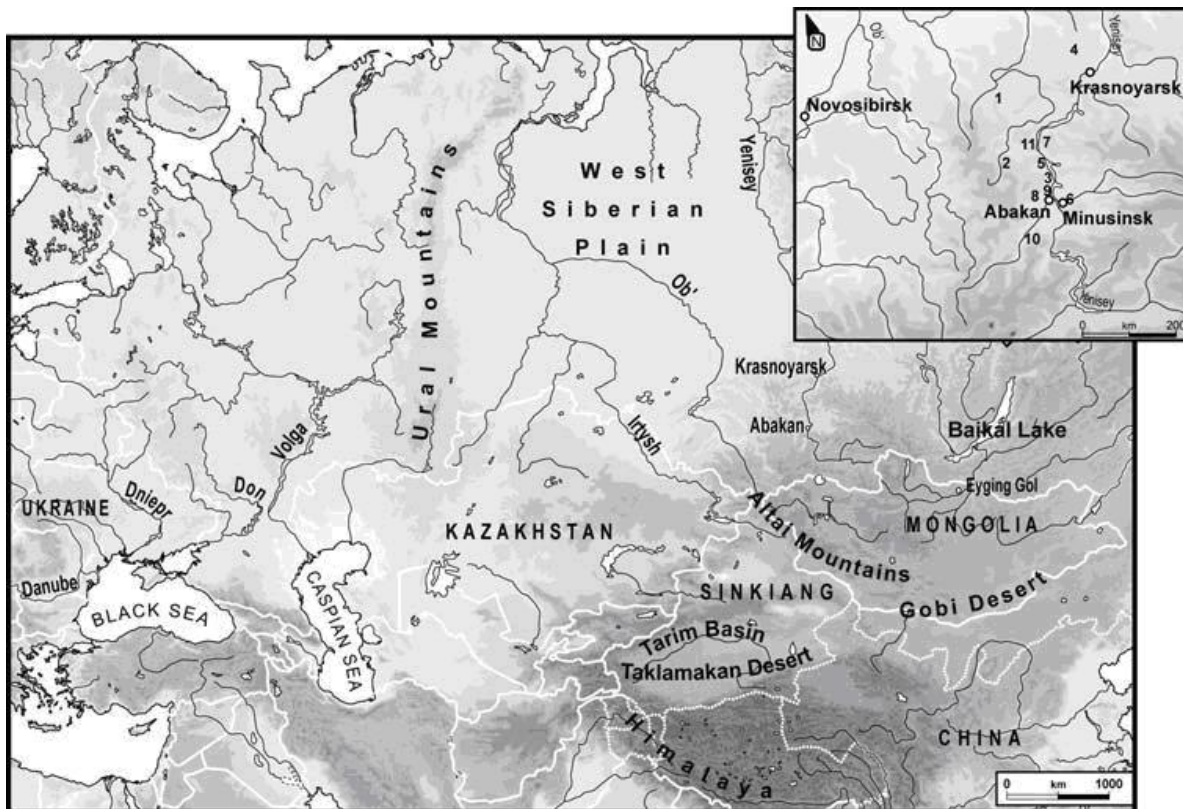 N
Ob'
Yenisey
4
Krasnoyarsk
1
Novosibirsk
11
7
2
5
3
9
8
6
Abakan
Minusinsk
10
Yenisey
0
km
200
Ural Mountains
West
Siberian
Plain
Yenisey
Ob'
Krasnoyarsk
Abakan
Baikal Lake
Irtysh
Volga
Don
Dniepr
UKRAINE
Danube
BLACK SEA
CASPIAN SEA
KAZAKHSTAN
Eyging Gol
MONGOLIA
Altai Mountains
SINKIANG
Gobi Desert
Tarim Basin
Taklamakan Desert
Himalaya
CHINA
0
km
1000